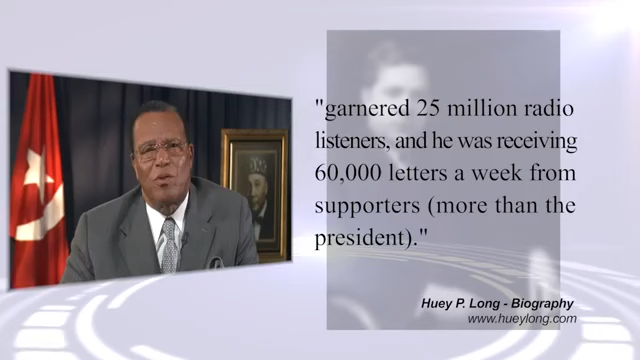 "garnered 25 million radio
listeners, and he was receiving
60,000 letters a week from
supporters (more than the
president)."
Huey P. Long - Biography
www.hueylong.com